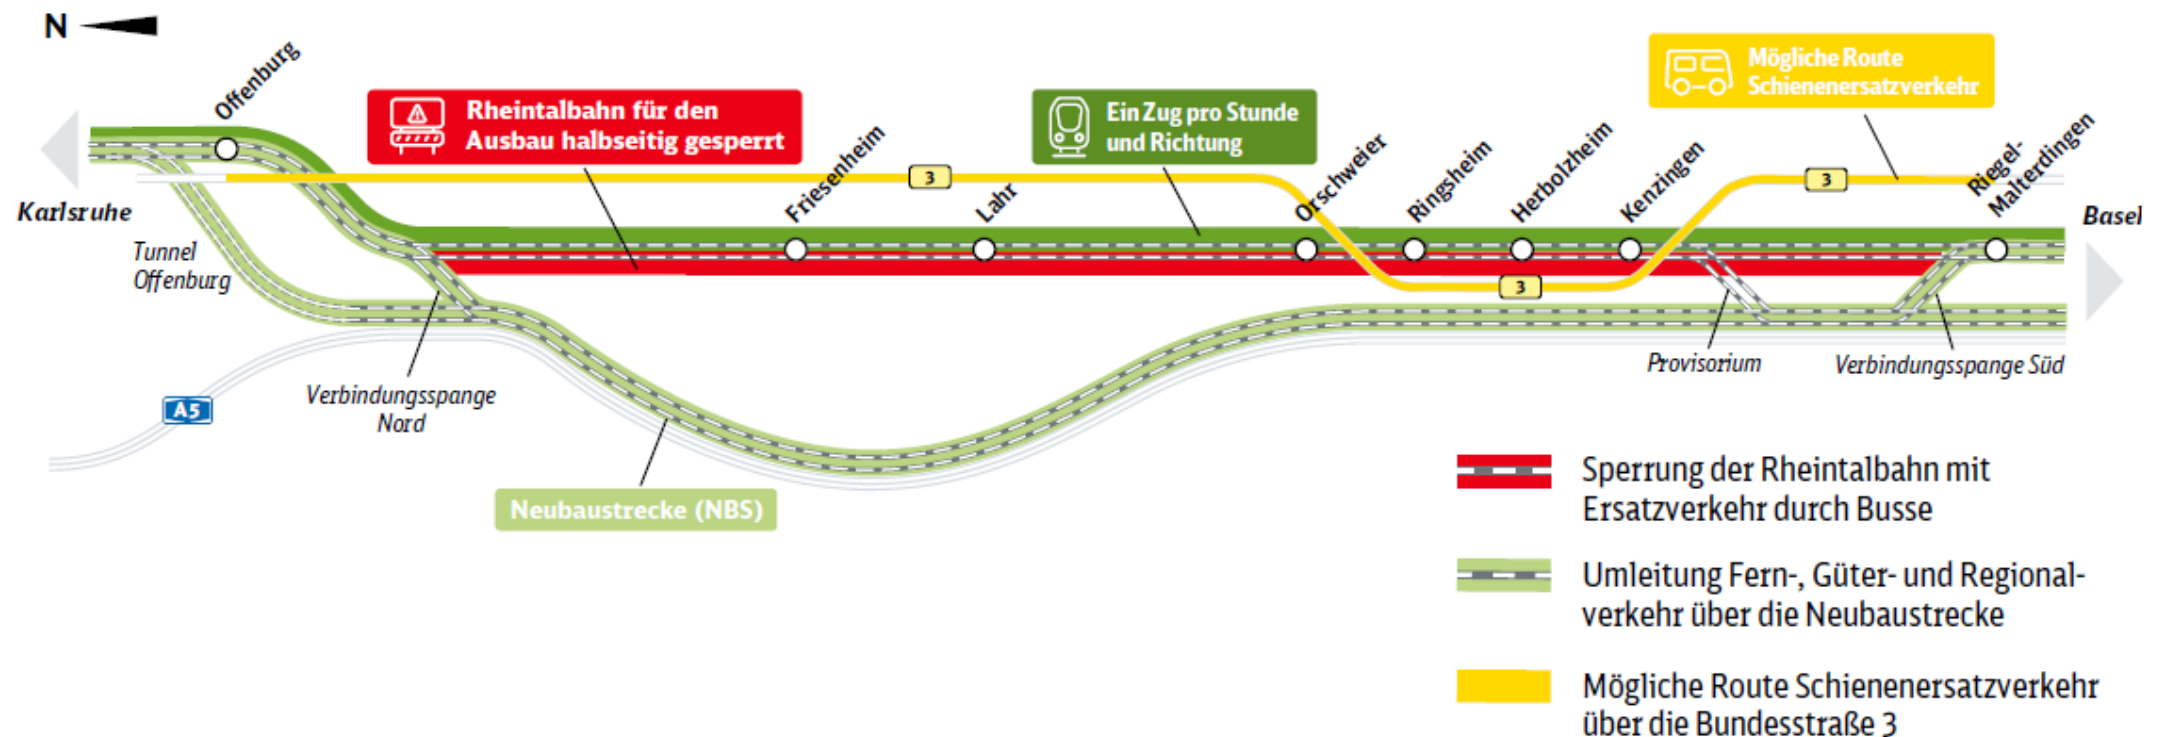 N
Offenburg
Rheintalbahn für den
Ausbau halbseitig gesperrt
Ein Zug pro Stunde
und Richtung
Mögliche Route
Schienenersatzverkehr
Karlsruhe
Tunnel
Offenburg
3
Friesenheim
Lahr
Orschweier
Ringsheim
Herbolzheim
Kenzingen
3
Riegel-
Malterdingen
Basel
3
A5
Verbindungsspange
Nord
Provisorium
Verbindungsspange Süd
Neubaustrecke (NBS)
Sperrung der Rheintalbahn mit
Ersatzverkehr durch Busse
Umleitung Fern-, Güter- und Regional-
verkehr über die Neubaustrecke
Mögliche Route Schienenersatzverkehr
über die Bundesstraße 3